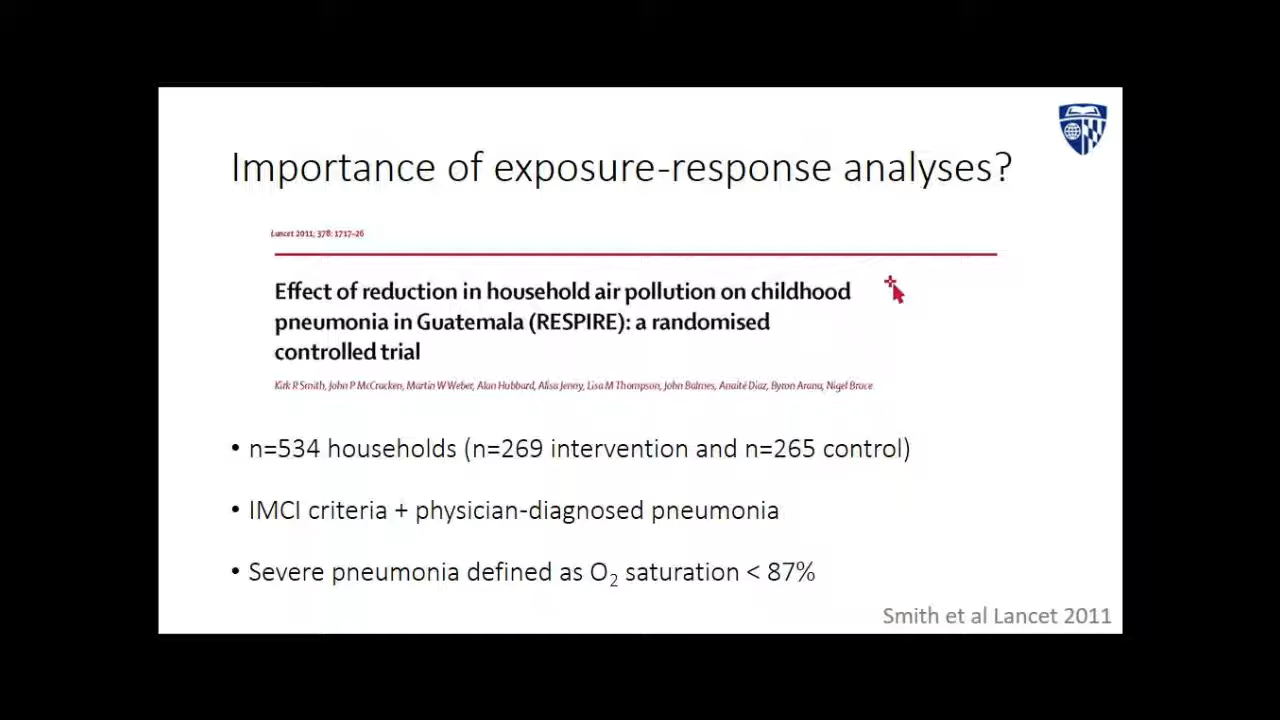 Importance of exposure-response analyses?
Lancet 2011; 378: 1717–26
Effect of reduction in household air pollution on childhood
pneumonia in Guatemala (RESPIRE): a randomised
controlled trial
Kirk R Smith, John P McCracken, Martin W Weber, Alan Hubbard, Alisa Jenny, Lisa M Thompson, John Balmes, Anaité Diaz, Byron Arana, Nigel Bruce
• n=534 households (n=269 intervention and n=265 control)
• IMCI criteria + physician-diagnosed pneumonia
• Severe pneumonia defined as O₂ saturation < 87%
Smith et al Lancet 2011